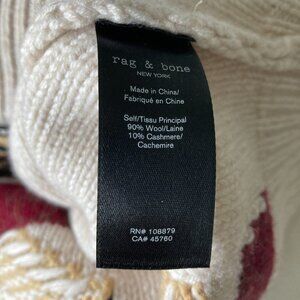 rag & bone
NEW YORK
Made in China/
Fabriqué en Chine
Self/Tissu Principal
90% Wool/Laine
10% Cashmere/
Cachemire
RN# 108879
CA# 45760